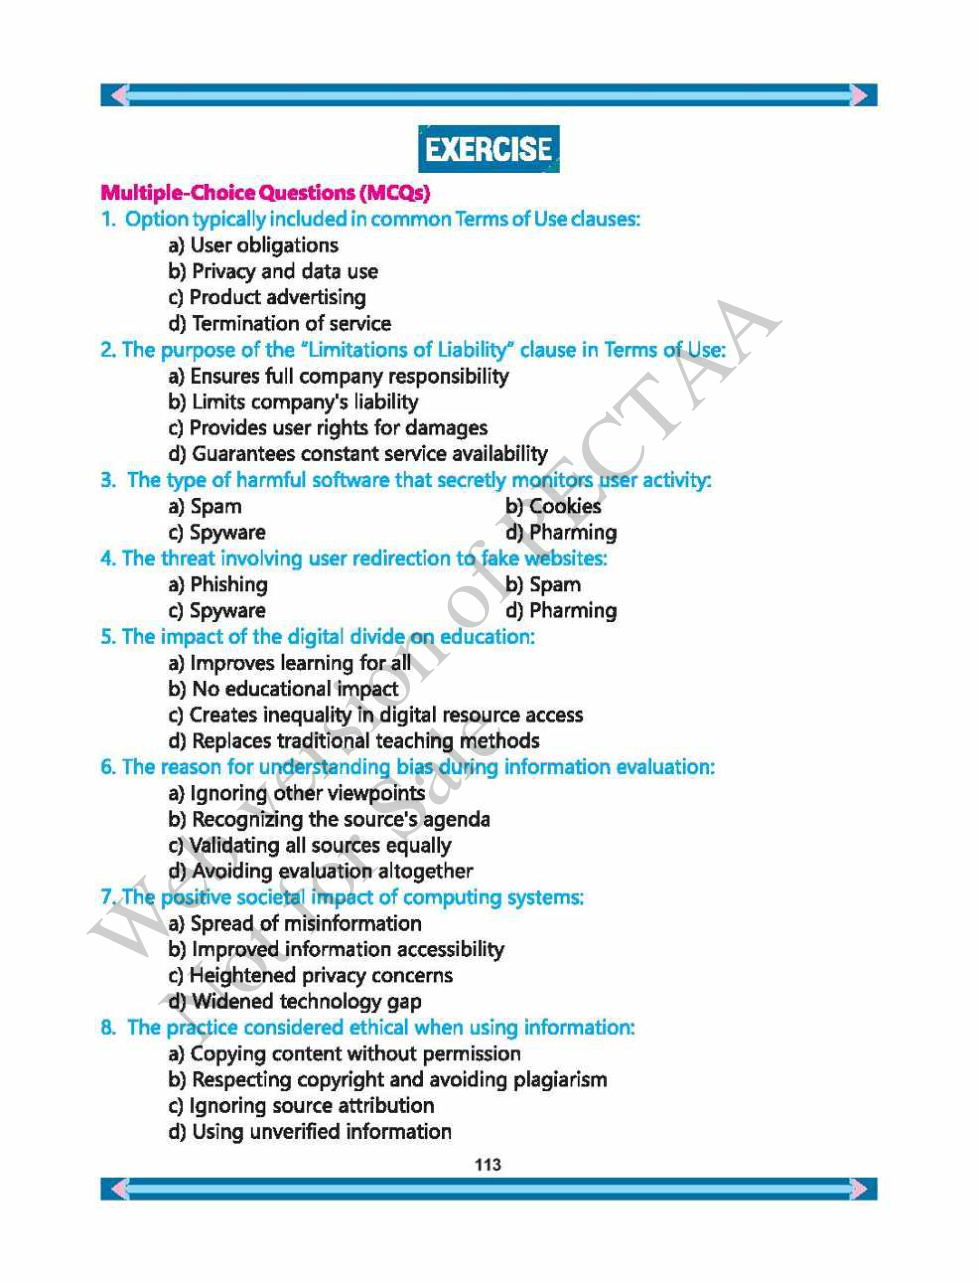 EXERCISE
Multiple-Choice Questions (MCQs)
1. Option typically included in common Terms of Use clauses:
a) User obligations
b) Privacy and data use
c) Product advertising
d) Termination of service
2. The purpose of the "Limitations of Liability" clause in Terms of Use:
a) Ensures full company responsibility
b) Limits company's liability
c) Provides user rights for damages
d) Guarantees constant service availability
3. The type of harmful software that secretly monitors user activity:
a) Spam b) Cookies
c) Spyware d) Pharming
4. The threat involving user redirection to fake websites:
a) Phishing b) Spam
c) Spyware d) Pharming
5. The impact of the digital divide on education:
a) Improves learning for all
b) No educational impact
c) Creates inequality in digital resource access
d) Replaces traditional teaching methods
6. The reason for understanding bias during information evaluation:
a) Ignoring other viewpoints
b) Recognizing the source's agenda
c) Validating all sources equally
d) Avoiding evaluation altogether
7. The positive societal impact of computing systems:
a) Spread of misinformation
b) Improved information accessibility
c) Heightened privacy concerns
d) Widened technology gap
8. The practice considered ethical when using information:
a) Copying content without permission
b) Respecting copyright and avoiding plagiarism
c) Ignoring source attribution
d) Using unverified information
113
Web version of PECTAA
Not for Sale